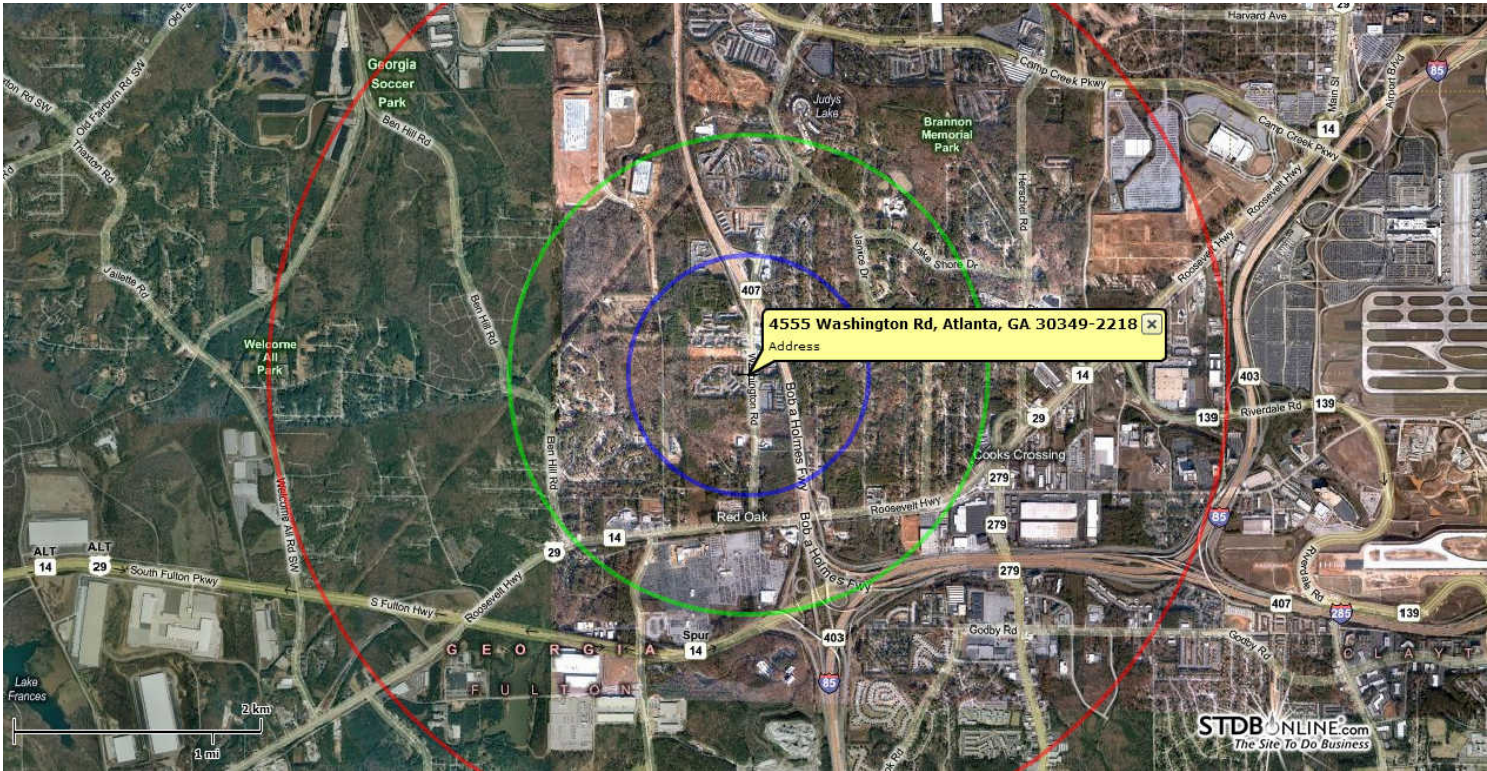 29
Harvard Ave
Old Fairburn Rd SW
Georgia
Soccer
Park
Camp Creek Pkwy
85
Main St
Airport Blvd
Judys
Lake
Ben Hill Rd
Brannon
Memorial
Park
14
Camp Creek Pkwy
Thaxton Rd
Herschel Rd
Roosevelt Hwy
Janice Dr
Lake Shore Dr
Roosevelt Hwy
Jailette Rd
407
Ben Hill Rd
4555 Washington Rd, Atlanta, GA 30349-2218
Address
Welcome
All
Park
Washington Rd
Bob a Holmes Fwy
14
403
29
139
Riverdale Rd
139
Ben Hill Rd
Cooks Crossing
279
Welcome All Rd SW
Roosevelt Hwy
Red Oak
Bob a Holmes Fwy
279
85
14
29
ALT
14
ALT
29
South Fulton Pkwy
279
Riverdale Rd
S Fulton Hwy
Roosevelt Hwy
407
285
139
Spur
14
403
Godby Rd
Godby Rd
GEORGIA
CLAYT
FULTON
85
Lake
Frances
2 km
1 mi
STDBONLINE.com
The Site To Do Business